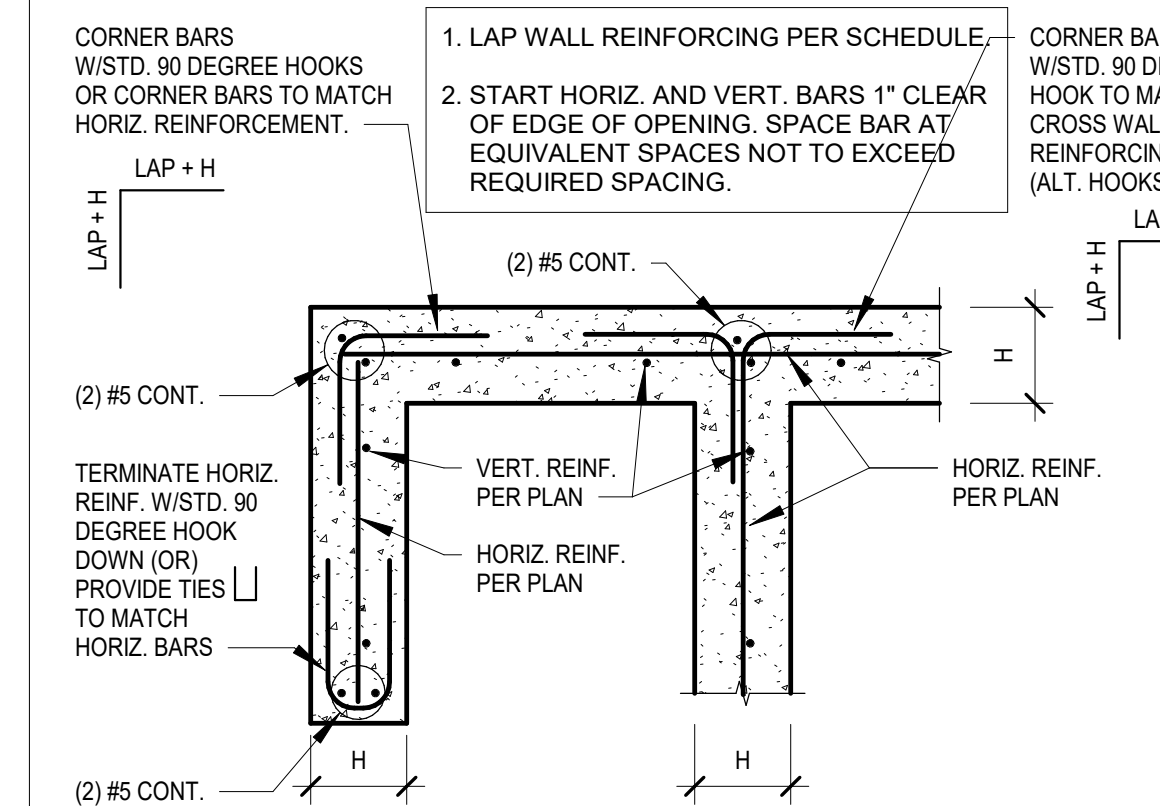 CORNER BARS
W/STD. 90 DEGREE HOOKS
OR CORNER BARS TO MATCH
HORIZ. REINFORCEMENT.
LAP + H
LAP + H
1. LAP WALL REINFORCING PER SCHEDULE.
2. START HORIZ. AND VERT. BARS 1" CLEAR
OF EDGE OF OPENING. SPACE BAR AT
EQUIVALENT SPACES NOT TO EXCEED
REQUIRED SPACING.
CORNER BA
W/STD. 90 D
HOOK TO MA
CROSS WAL
REINFORCIN
(ALT. HOOKS
LA
LAP + H
(2) #5 CONT.
H
(2) #5 CONT.
TERMINATE HORIZ.
REINF. W/STD. 90
DEGREE HOOK
DOWN (OR)
PROVIDE TIES
TO MATCH
HORIZ. BARS
VERT. REINF.
PER PLAN
HORIZ. REINF.
PER PLAN
HORIZ. REINF.
PER PLAN
H
H
(2) #5 CONT.